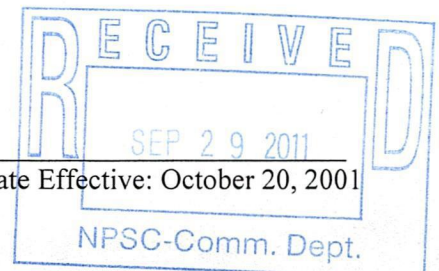 RECEIVED
SEP 29 2011
ate Effective: October 20, 2001
NPSC-Comm. Dept.